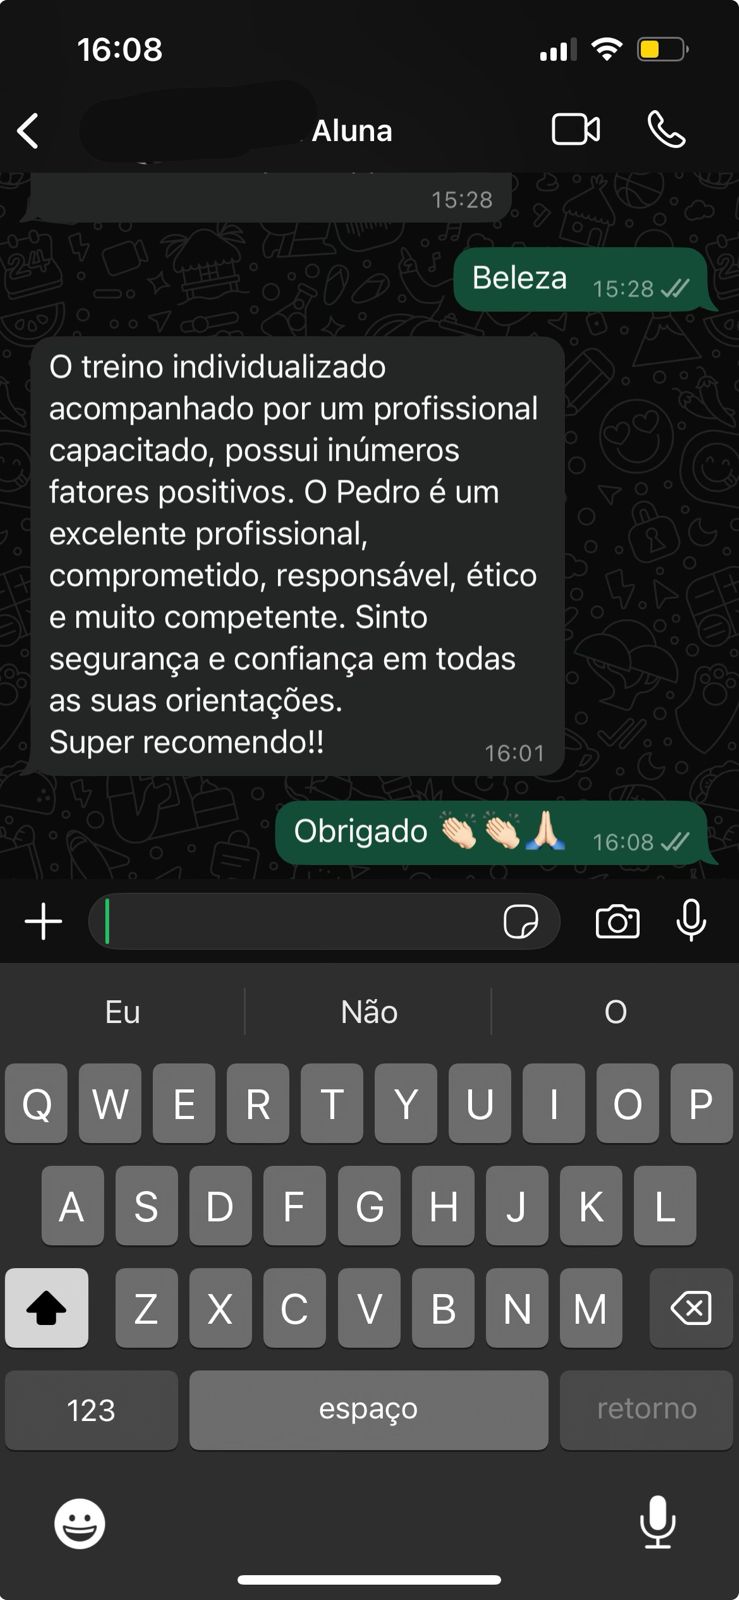 16:08
Aluna
15:28
Beleza 15:28
O treino individualizado
acompanhado por um profissional
capacitado, possui inúmeros
fatores positivos. O Pedro é um
excelente profissional,
comprometido, responsável, ético
e muito competente. Sinto
segurança e confiança em todas
as suas orientações.
Super recomendo!! 16:01
Obrigado 👏🏻👏🏻🙏🏻 16:08
Eu Não O
Q W E R T Y U I O P
A S D F G H J K L
Z X C V B N M
123 espaço retorno